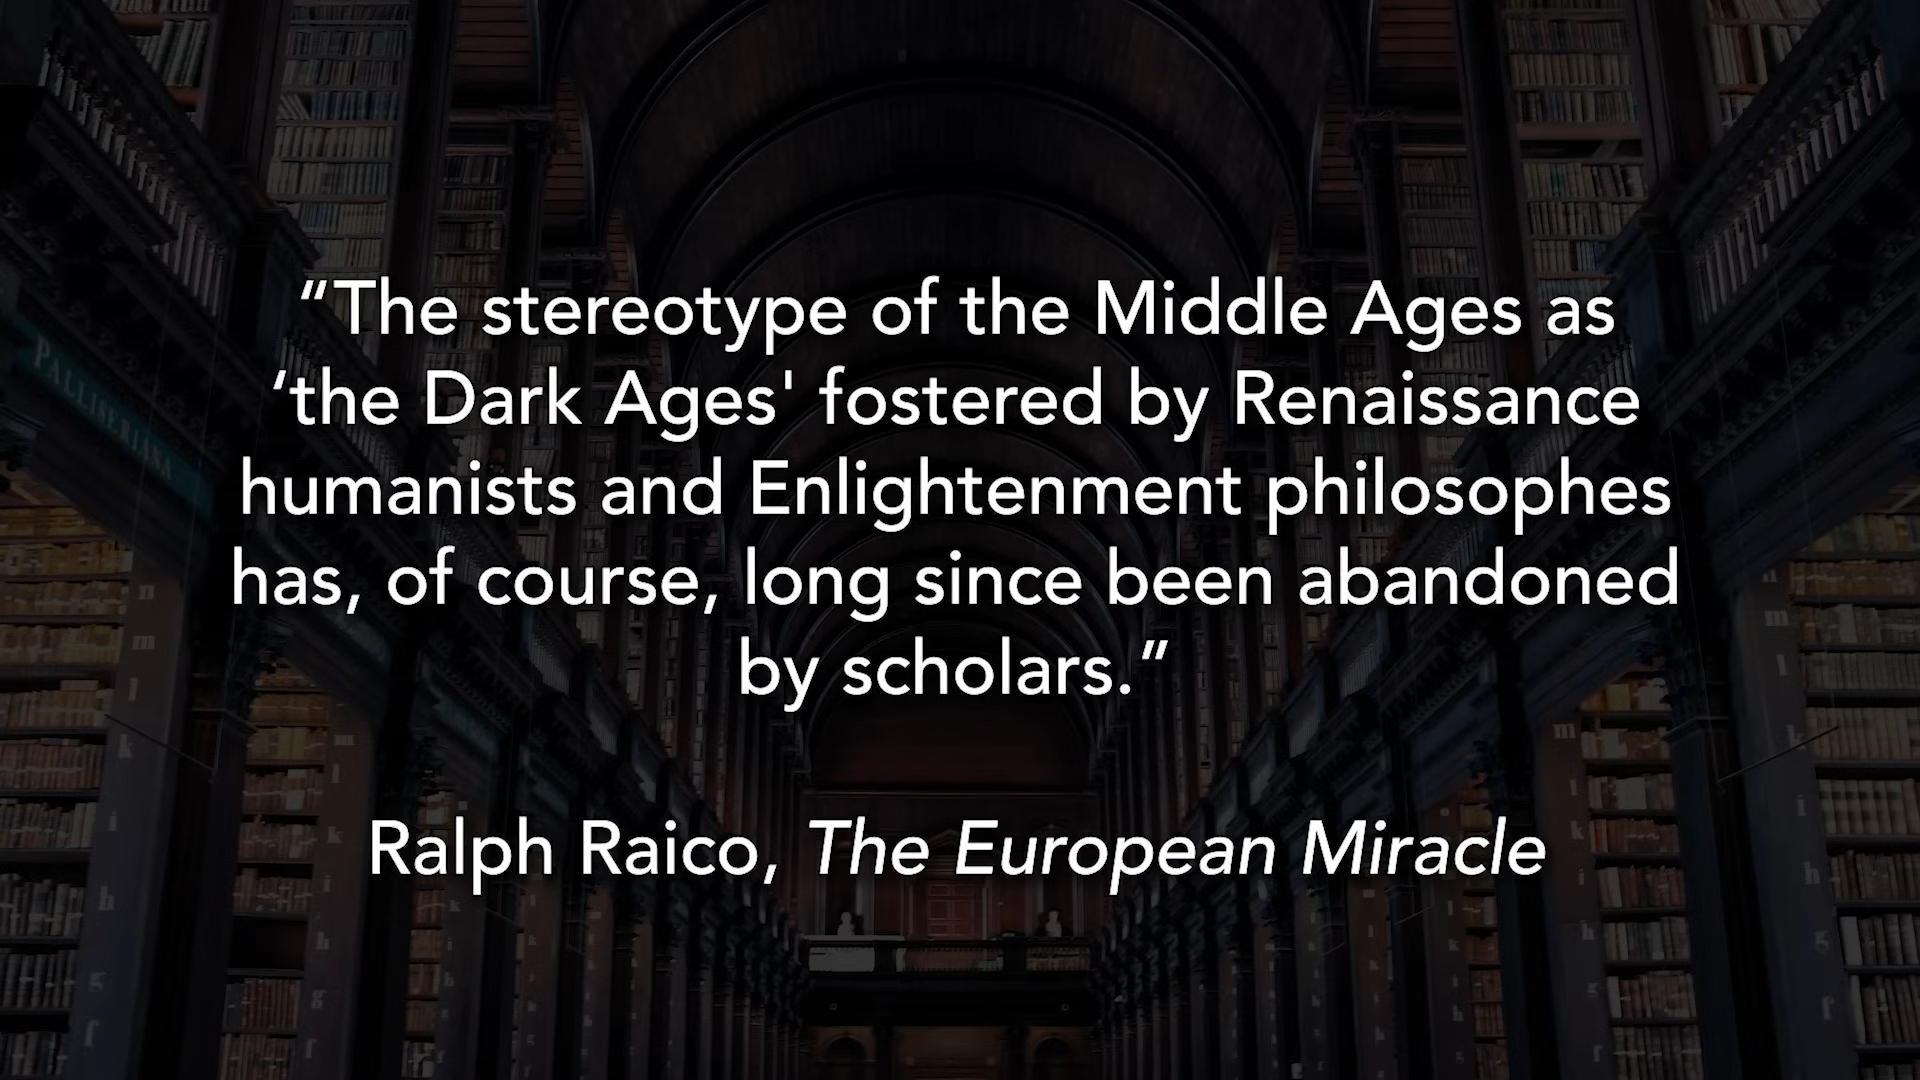 “The stereotype of the Middle Ages as
‘the Dark Ages' fostered by Renaissance
humanists and Enlightenment philosophes
has, of course, long since been abandoned
by scholars.”
Ralph Raico, The European Miracle
PALLISERIANA